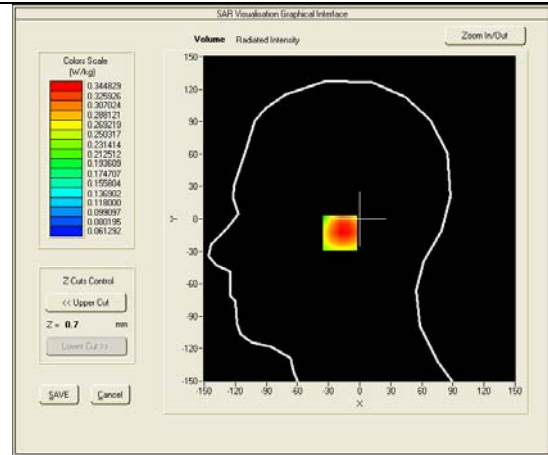 SAR Visualisation Graphical Interface
Volume Radiated Intensity
Zoom In/Out
Colors Scale
(W/kg)
0.344829
0.325926
0.307024
0.288121
0.269219
0.250317
0.231414
0.212512
0.193609
0.174707
0.155804
0.136902
0.118000
0.099097
0.080195
0.061292
Z Cuts Control
<< Upper Cut
Z = 0.7 mm
Lower Cut >>
SAVE Cancel
150
120
90
60
30
0
-30
-60
-90
-120
-150
Y
-150 -120 -90 -60 -30 0 30 60 90 120 150
X